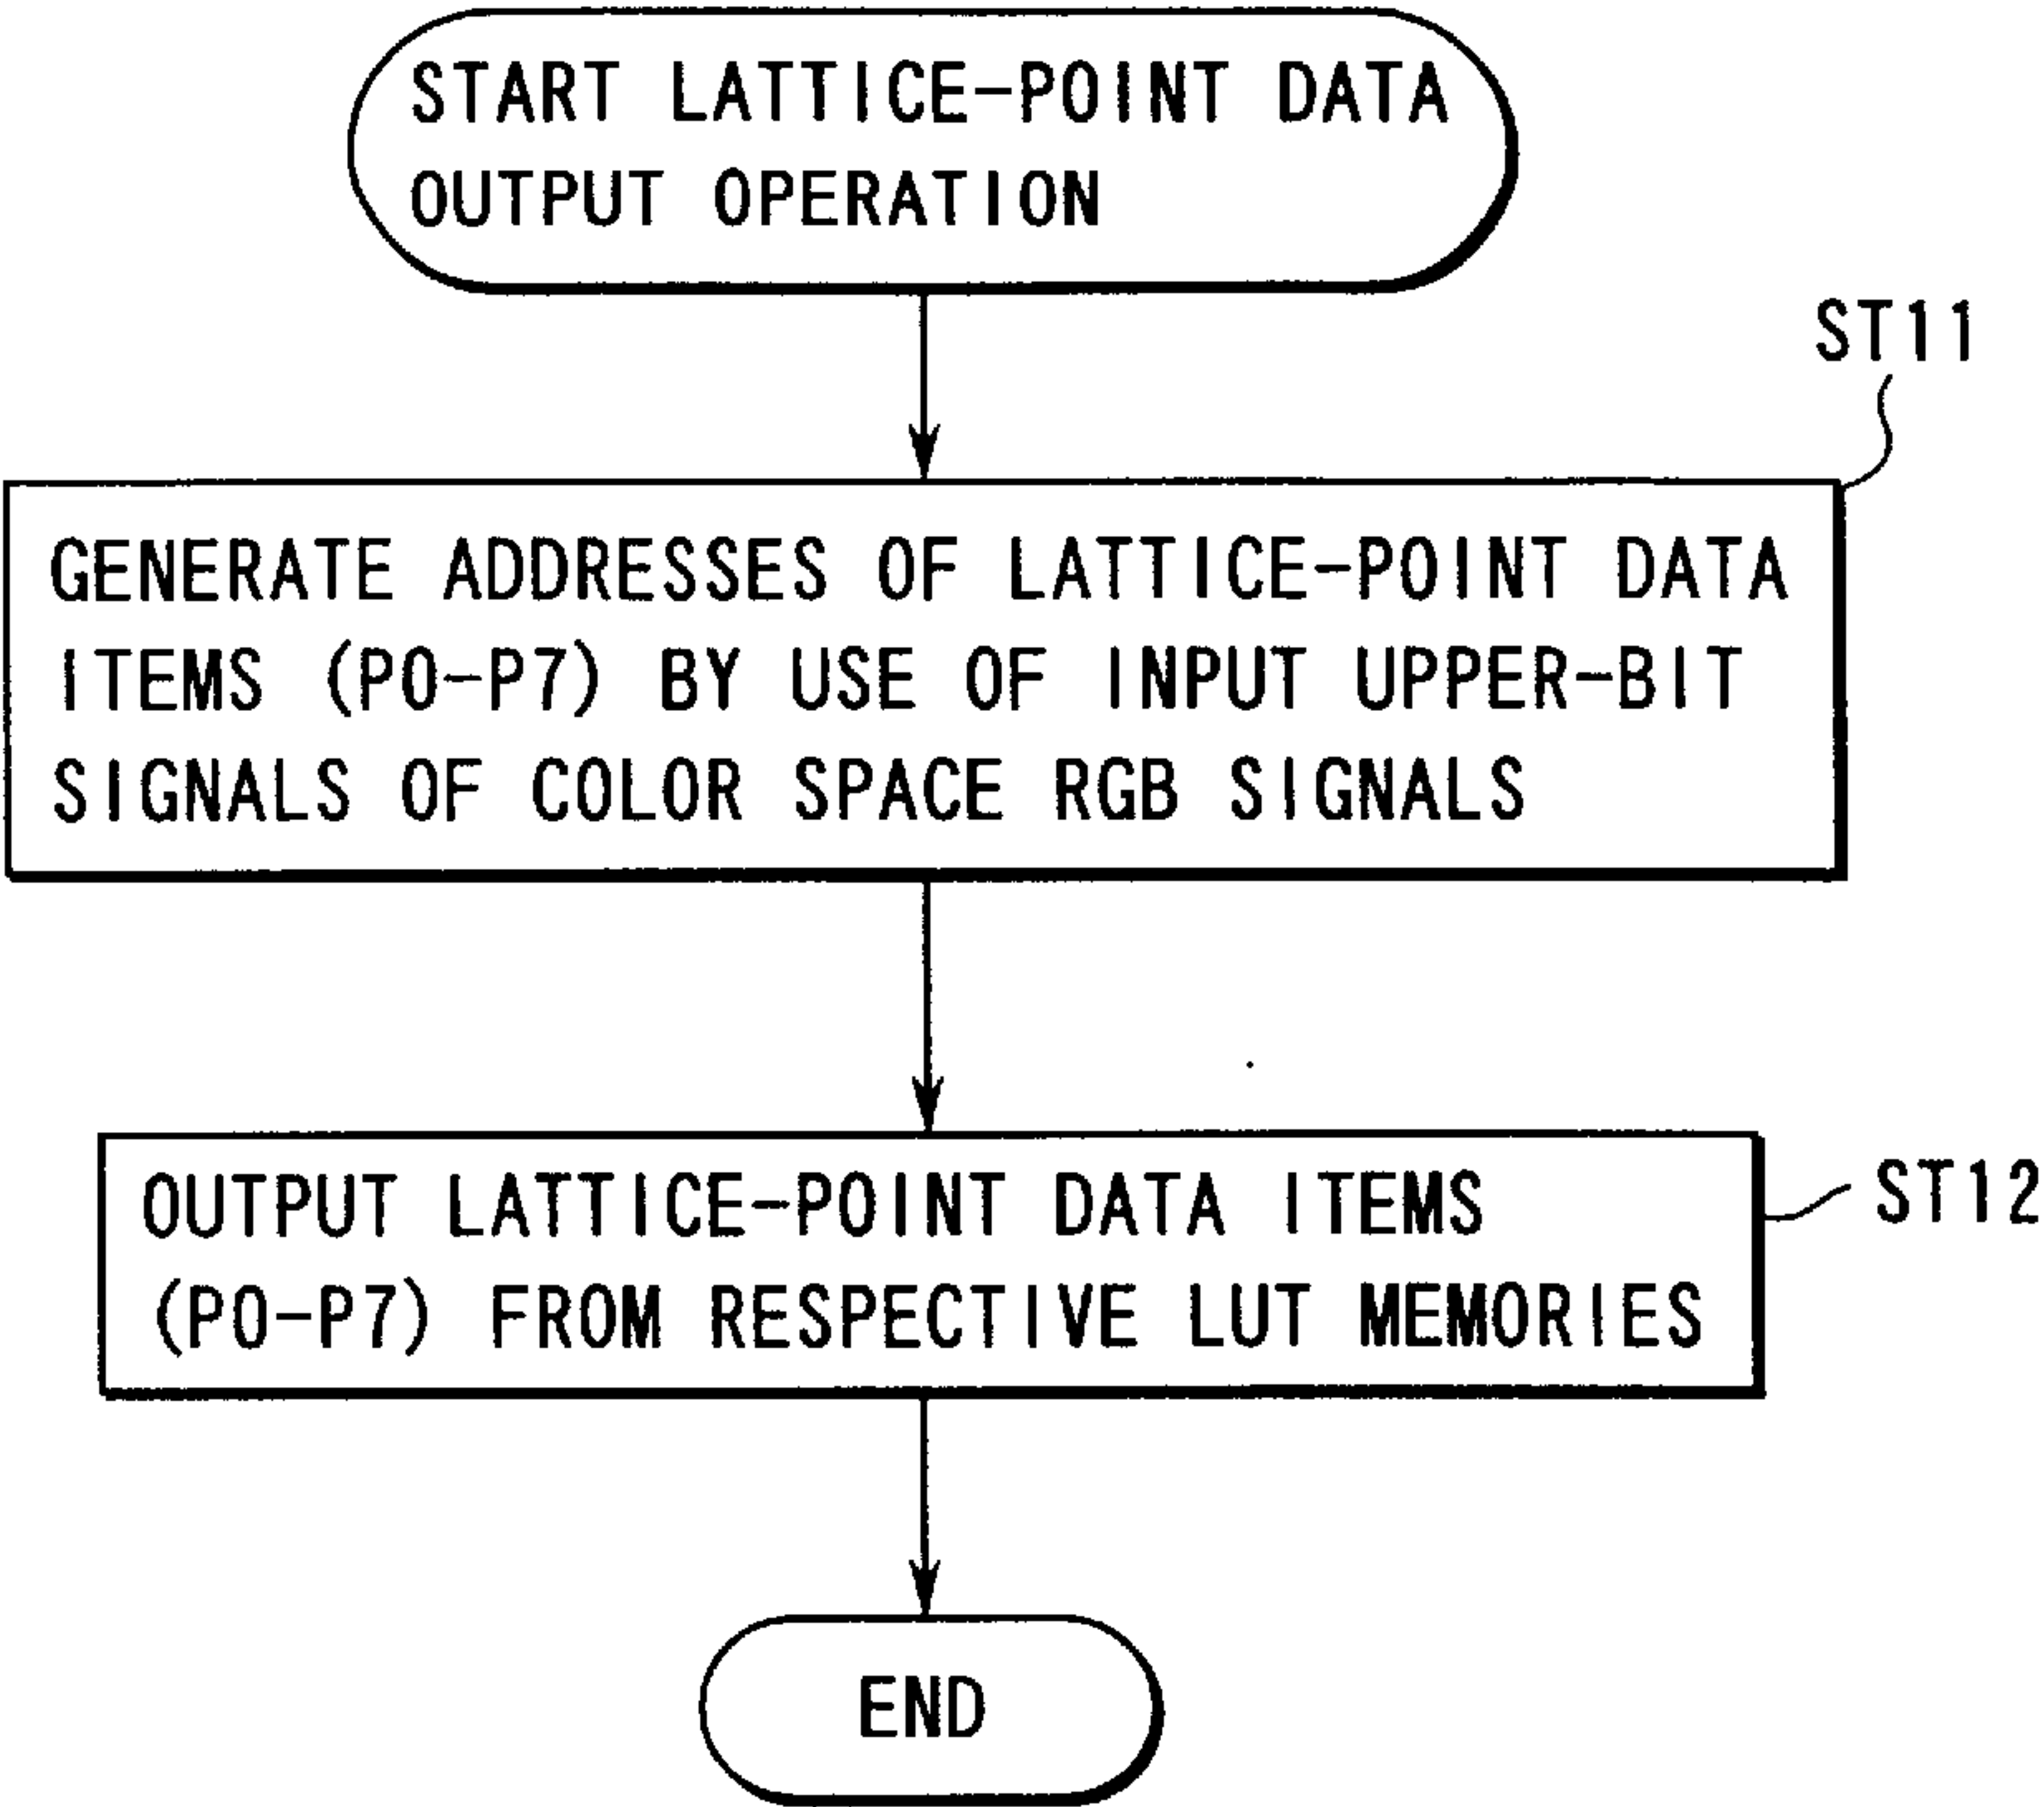 START LATTICE-POINT DATA
OUTPUT OPERATION
ST11
GENERATE ADDRESSES OF LATTICE-POINT DATA
ITEMS (P0-P7) BY USE OF INPUT UPPER-BIT
SIGNALS OF COLOR SPACE RGB SIGNALS
OUTPUT LATTICE-POINT DATA ITEMS
(P0-P7) FROM RESPECTIVE LUT MEMORIES
ST12
END